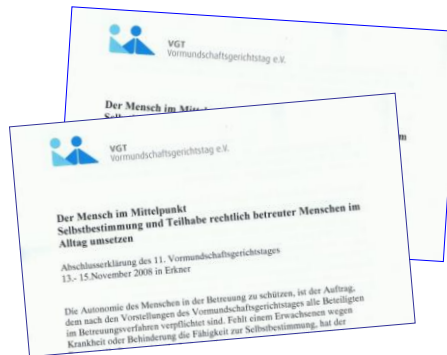 VGT
Vormundschaftsgerichtstag e.V.
Der Mensch im
VGT
Vormundschaftsgerichtstag e.V.
Der Mensch im Mittelpunkt
Selbstbestimmung und Teilhabe rechtlich betreuter Menschen im
Alltag umsetzen
Abschlusserklärung des 11. Vormundschaftsgerichtstages
13.- 15.November 2008 in Erkner
Die Autonomie des Menschen in der Betreuung zu schützen, ist der Auftrag,
dem nach den Vorstellungen des Vormundschaftsgerichtstages alle Beteiligten
im Betreuungsverfahren verpflichtet sind. Fehlt einem Erwachsenen wegen
Krankheit oder Behinderung die Fähigkeit zur Selbstbestimmung, hat der